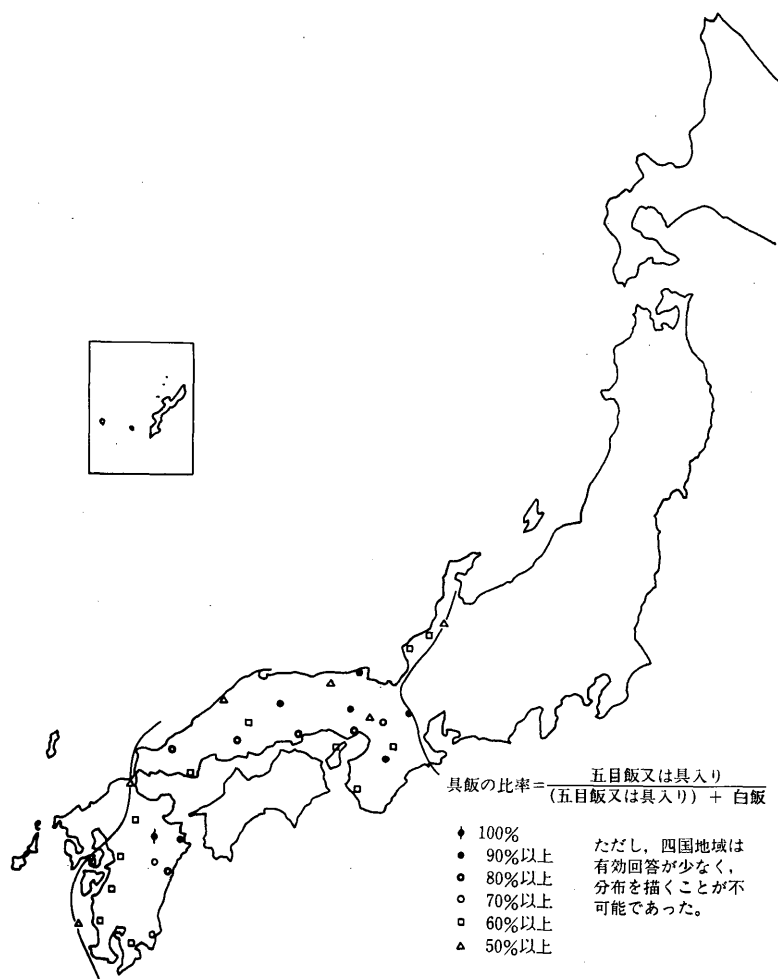 具飯の比率＝五目飯又は具入り/(五目飯又は具入り) + 白飯
100%
90%以上
80%以上
70%以上
60%以上
50%以上
ただし，四国地域は
有効回答が少なく，
分布を描くことが不
可能であった。